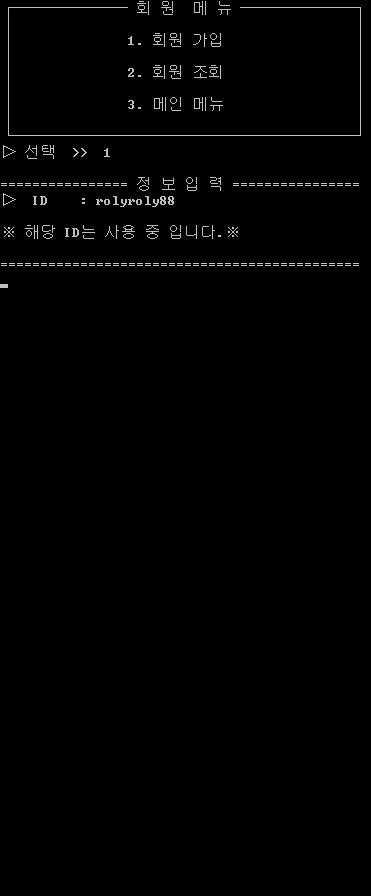 회 원  메 뉴
1. 회원 가입
2. 회원 조회
3. 메인 메뉴
▷ 선택  >>  1
================ 정 보 입 력 ================
▷  ID    : rolyroly88
※ 해당 ID는 사용 중 입니다.※
=============================================